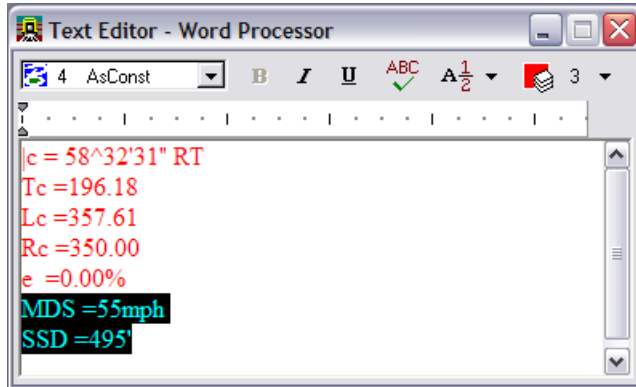 Text Editor - Word Processor
4 AsConst B I U ABC A1/2 3
|c = 58^32'31" RT
Tc =196.18
Lc =357.61
Rc =350.00
e =0.00%
MDS =55mph
SSD =495'